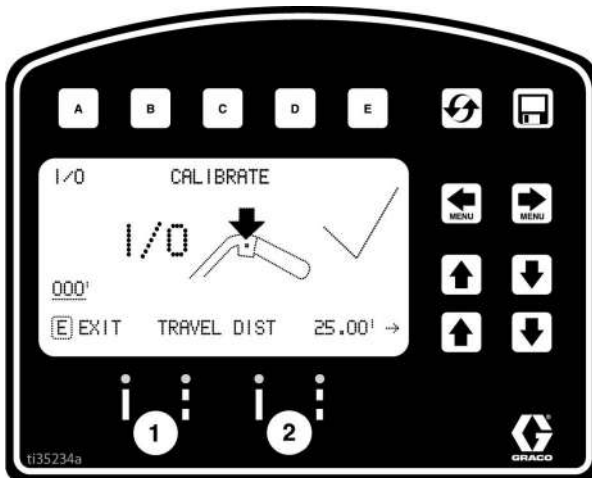 A B C D E
I/O CALIBRATE
MENU MENU
I/O
000'
E EXIT TRAVEL DIST 25.00' →
1 2
ti35234a
GRACO